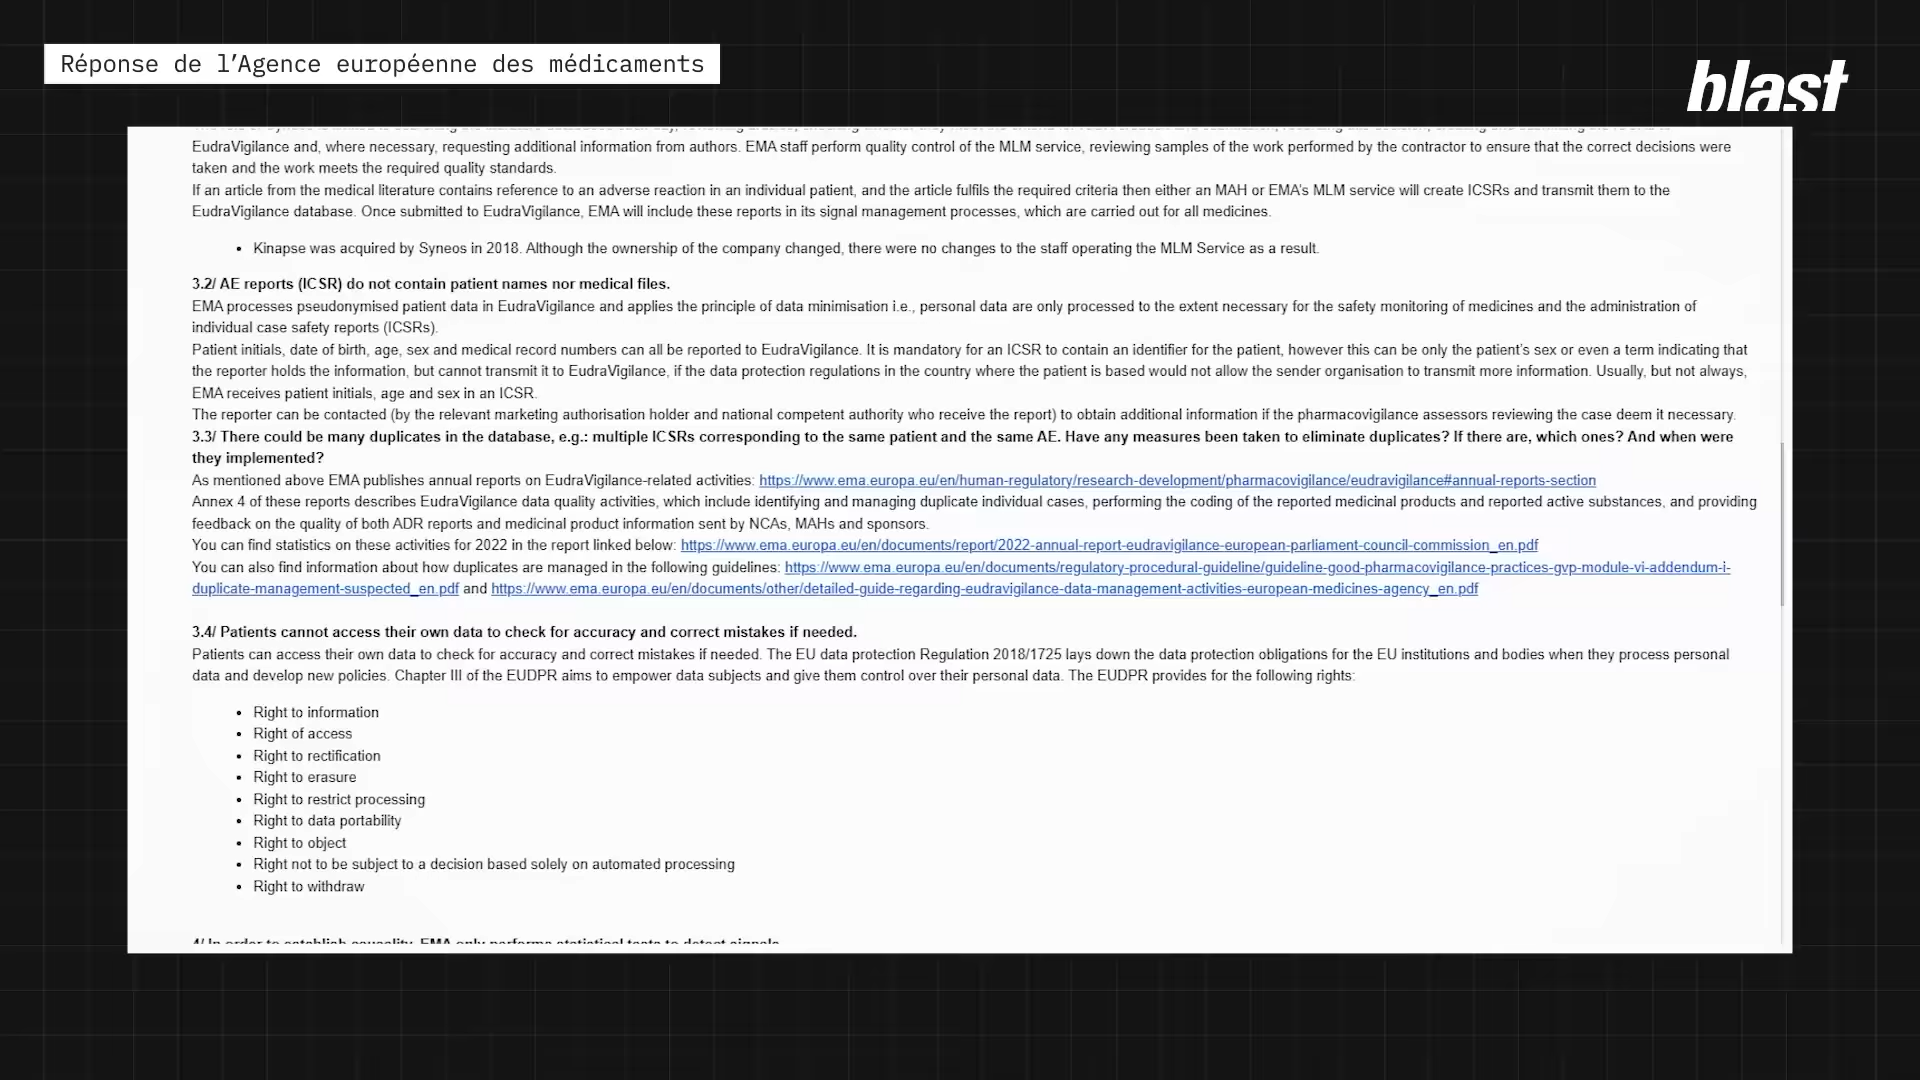 Réponse de l'Agence européenne des médicaments
blast
EudraVigilance and, where necessary, requesting additional information from authors. EMA staff perform quality control of the MLM service, reviewing samples of the work performed by the contractor to ensure that the correct decisions were
taken and the work meets the required quality standards.
If an article from the medical literature contains reference to an adverse reaction in an individual patient, and the article fulfils the required criteria then either an MAH or EMA's MLM service will create ICSRs and transmit them to the
EudraVigilance database. Once submitted to EudraVigilance, EMA will include these reports in its signal management processes, which are carried out for all medicines.
• Kinapse was acquired by Syneos in 2018. Although the ownership of the company changed, there were no changes to the staff operating the MLM Service as a result.
3.2/ AE reports (ICSR) do not contain patient names nor medical files.
EMA processes pseudonymised patient data in EudraVigilance and applies the principle of data minimisation i.e., personal data are only processed to the extent necessary for the safety monitoring of medicines and the administration of
individual case safety reports (ICSRs).
Patient initials, date of birth, age, sex and medical record numbers can all be reported to EudraVigilance. It is mandatory for an ICSR to contain an identifier for the patient, however this can be only the patient's sex or even a term indicating that
the reporter holds the information, but cannot transmit it to EudraVigilance, if the data protection regulations in the country where the patient is based would not allow the sender organisation to transmit more information. Usually, but not always,
EMA receives patient initials, age and sex in an ICSR.
The reporter can be contacted (by the relevant marketing authorisation holder and national competent authority who receive the report) to obtain additional information if the pharmacovigilance assessors reviewing the case deem it necessary.
3.3/ There could be many duplicates in the database, e.g.: multiple ICSRs corresponding to the same patient and the same AE. Have any measures been taken to eliminate duplicates? If there are, which ones? And when were
they implemented?
As mentioned above EMA publishes annual reports on EudraVigilance-related activities: https://www.ema.europa.eu/en/human-regulatory/research-development/pharmacovigilance/eudravigilance#annual-reports-section
Annex 4 of these reports describes EudraVigilance data quality activities, which include identifying and managing duplicate individual cases, performing the coding of the reported medicinal products and reported active substances, and providing
feedback on the quality of both ADR reports and medicinal product information sent by NCAs, MAHs and sponsors.
You can find statistics on these activities for 2022 in the report linked below: https://www.ema.europa.eu/en/documents/report/2022-annual-report-eudravigilance-european-parliament-council-commission_en.pdf
You can also find information about how duplicates are managed in the following guidelines: https://www.ema.europa.eu/en/documents/regulatory-procedural-guideline/guideline-good-pharmacovigilance-practices-gvp-module-vi-addendum-i-
duplicate-management-suspected_en.pdf and https://www.ema.europa.eu/en/documents/other/detailed-guide-regarding-eudravigilance-data-management-activities-european-medicines-agency_en.pdf
3.4/ Patients cannot access their own data to check for accuracy and correct mistakes if needed.
Patients can access their own data to check for accuracy and correct mistakes if needed. The EU data protection Regulation 2018/1725 lays down the data protection obligations for the EU institutions and bodies when they process personal
data and develop new policies. Chapter III of the EUDPR aims to empower data subjects and give them control over their personal data. The EUDPR provides for the following rights:
• Right to information
• Right of access
• Right to rectification
• Right to erasure
• Right to restrict processing
• Right to data portability
• Right to object
• Right not to be subject to a decision based solely on automated processing
• Right to withdraw
4/ In order to establish causality, EMA only performs statistical tests to detect signals.